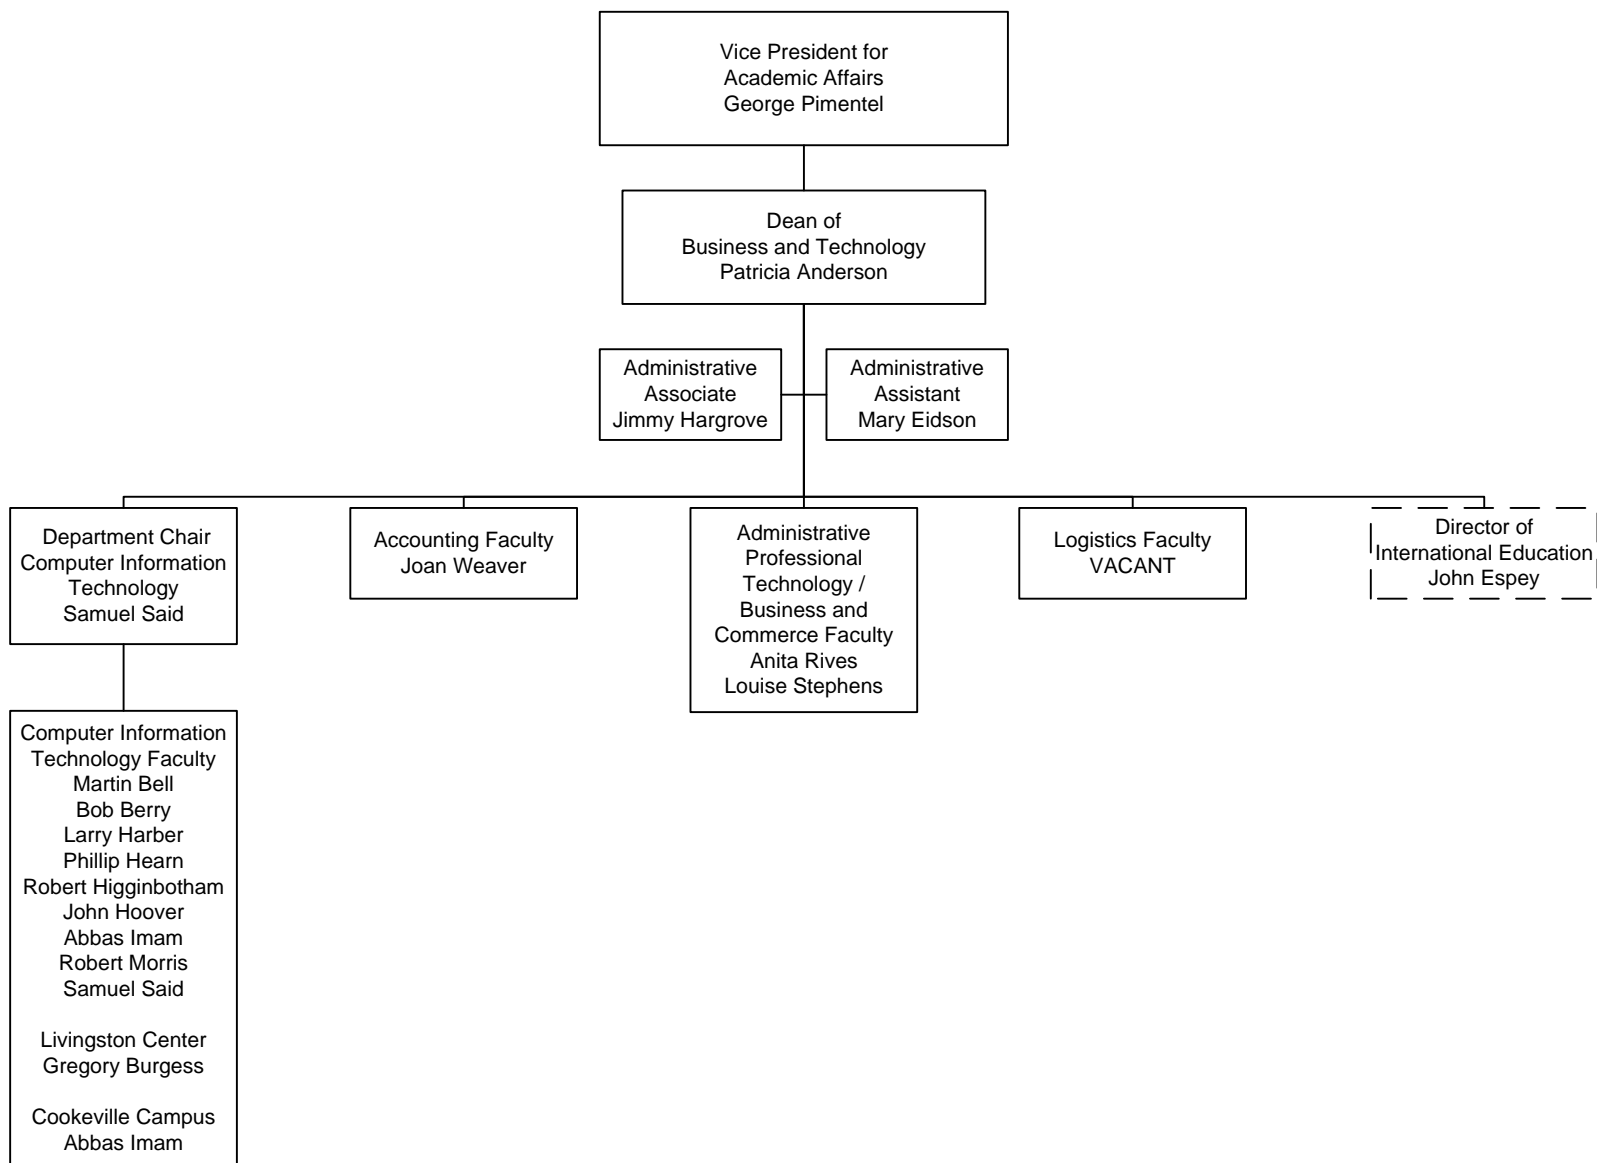 Vice President for
Academic Affairs
George Pimentel
Dean of
Business and Technology
Patricia Anderson
Administrative
Associate
Jimmy Hargrove
Administrative
Assistant
Mary Eidson
Department Chair
Computer Information
Technology
Samuel Said
Accounting Faculty
Joan Weaver
Administrative
Professional
Technology /
Business and
Commerce Faculty
Anita Rives
Louise Stephens
Logistics Faculty
VACANT
Director of
International Education
John Espey
Computer Information
Technology Faculty
Martin Bell
Bob Berry
Larry Harber
Phillip Hearn
Robert Higginbotham
John Hoover
Abbas Imam
Robert Morris
Samuel Said
Livingston Center
Gregory Burgess
Cookeville Campus
Abbas Imam